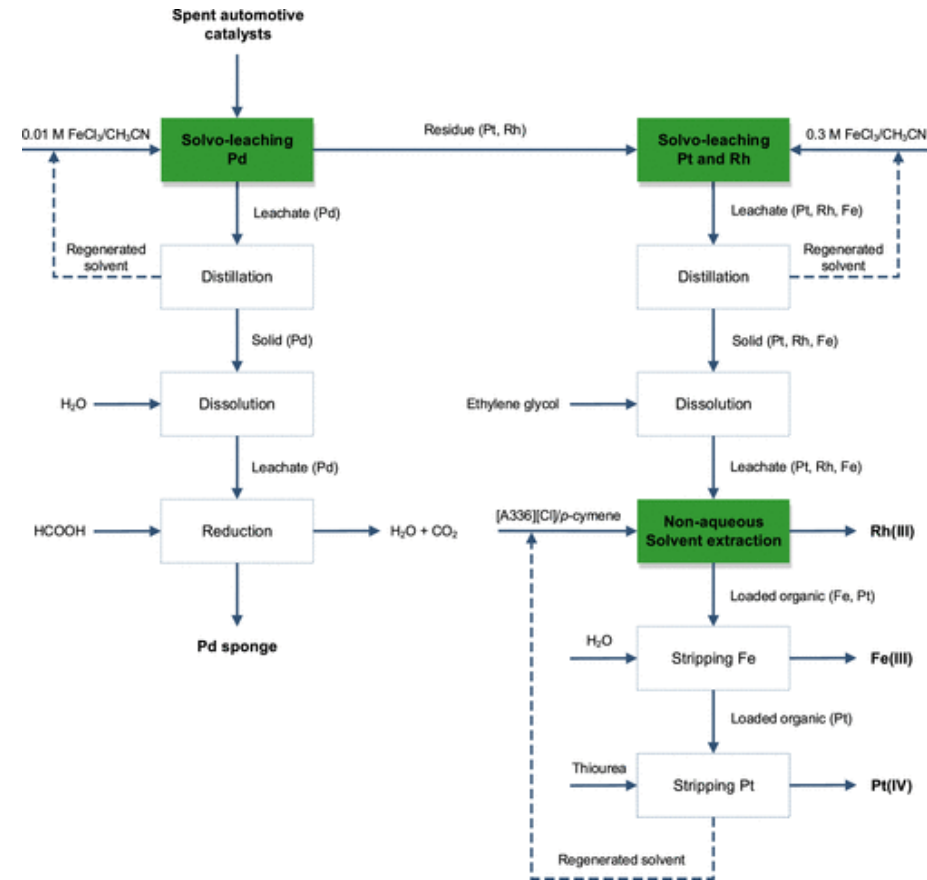 Spent automotive
catalysts
0.01 M FeCl₃/CH₃CN
Solvo-leaching
Pd
Residue (Pt, Rh)
Solvo-leaching
Pt and Rh
0.3 M FeCl₃/CH₃CN
Leachate (Pd)
Leachate (Pt, Rh, Fe)
Regenerated
solvent
Distillation
Distillation
Regenerated
solvent
Solid (Pd)
Solid (Pt, Rh, Fe)
H₂O
Dissolution
Ethylene glycol
Dissolution
Leachate (Pd)
Leachate (Pt, Rh, Fe)
HCOOH
Reduction
H₂O + CO₂
[A336][Cl]/p-cymene
Non-aqueous
Solvent extraction
Rh(III)
Loaded organic (Fe, Pt)
Pd sponge
H₂O
Stripping Fe
Fe(III)
Loaded organic (Pt)
Thiourea
Stripping Pt
Pt(IV)
Regenerated solvent